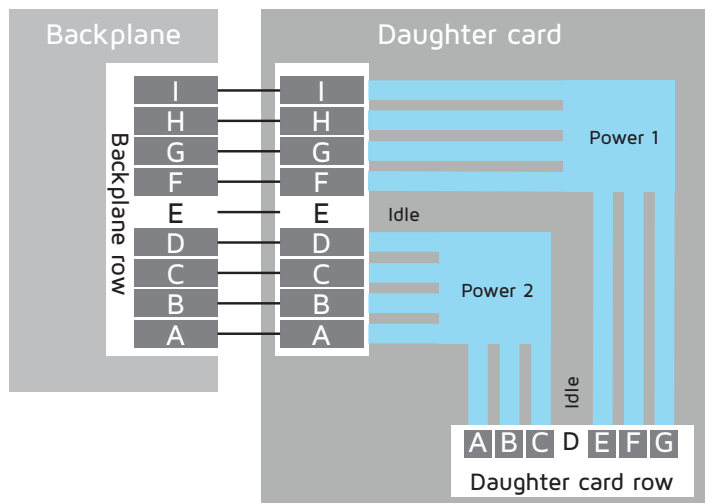 Backplane
Daughter card
I
H
G
F
E
D
C
B
A
Backplane row
I
H
G
F
E
D
C
B
A
Power 1
Idle
Power 2
Idle
A B C D E F G
Daughter card row